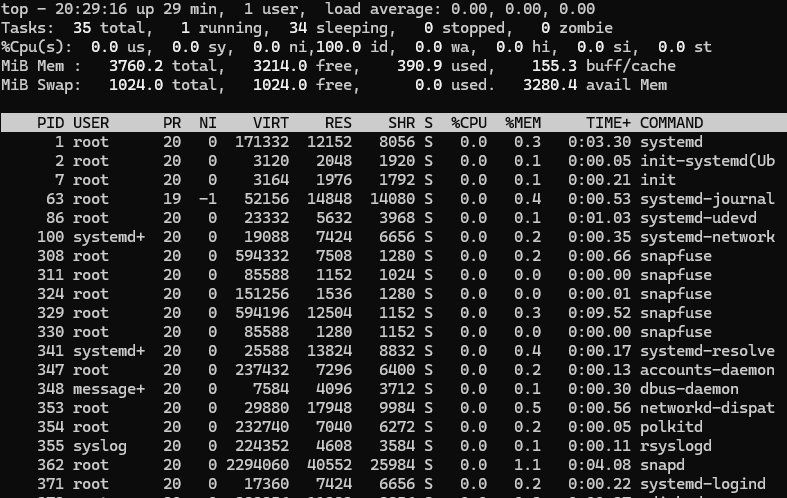 top - 20:29:16 up 29 min,  1 user,  load average: 0.00, 0.00, 0.00
Tasks:  35 total,   1 running,  34 sleeping,   0 stopped,   0 zombie
%Cpu(s):  0.0 us,  0.0 sy,  0.0 ni,100.0 id,  0.0 wa,  0.0 hi,  0.0 si,  0.0 st
MiB Mem :   3760.2 total,   3214.0 free,    390.9 used,    155.3 buff/cache
MiB Swap:   1024.0 total,   1024.0 free,      0.0 used.   3280.4 avail Mem
PID USER      PR  NI    VIRT    RES    SHR S  %CPU  %MEM     TIME+ COMMAND
1 root      20   0  171332  12152   8056 S   0.0   0.3   0:03.30 systemd
2 root      20   0    3120   2048   1920 S   0.0   0.1   0:00.05 init-systemd(Ub
7 root      20   0    3164   1976   1792 S   0.0   0.1   0:00.21 init
63 root      19  -1   52156  14848  14080 S   0.0   0.4   0:00.53 systemd-journal
86 root      20   0   23332   5632   3968 S   0.0   0.1   0:01.03 systemd-udevd
100 systemd+  20   0   19088   7424   6656 S   0.0   0.2   0:00.35 systemd-network
308 root      20   0  594332   7508   1280 S   0.0   0.2   0:00.66 snapfuse
311 root      20   0   85588   1152   1024 S   0.0   0.0   0:00.00 snapfuse
324 root      20   0  151256   1536   1280 S   0.0   0.0   0:00.01 snapfuse
329 root      20   0  594196  12504   1152 S   0.0   0.3   0:09.52 snapfuse
330 root      20   0   85588   1280   1152 S   0.0   0.0   0:00.00 snapfuse
341 systemd+  20   0   25588  13824   8832 S   0.0   0.4   0:00.17 systemd-resolve
347 root      20   0  237432   7296   6400 S   0.0   0.2   0:00.13 accounts-daemon
348 message+  20   0    7584   4096   3712 S   0.0   0.1   0:00.30 dbus-daemon
353 root      20   0   29880  17948   9984 S   0.0   0.5   0:00.56 networkd-dispat
354 root      20   0  232740   7040   6272 S   0.0   0.2   0:00.05 polkitd
355 syslog    20   0  224352   4608   3584 S   0.0   0.1   0:00.11 rsyslogd
362 root      20   0 2294060  40552  25984 S   0.0   1.1   0:04.08 snapd
371 root      20   0   17360   7424   6656 S   0.0   0.2   0:00.22 systemd-logind